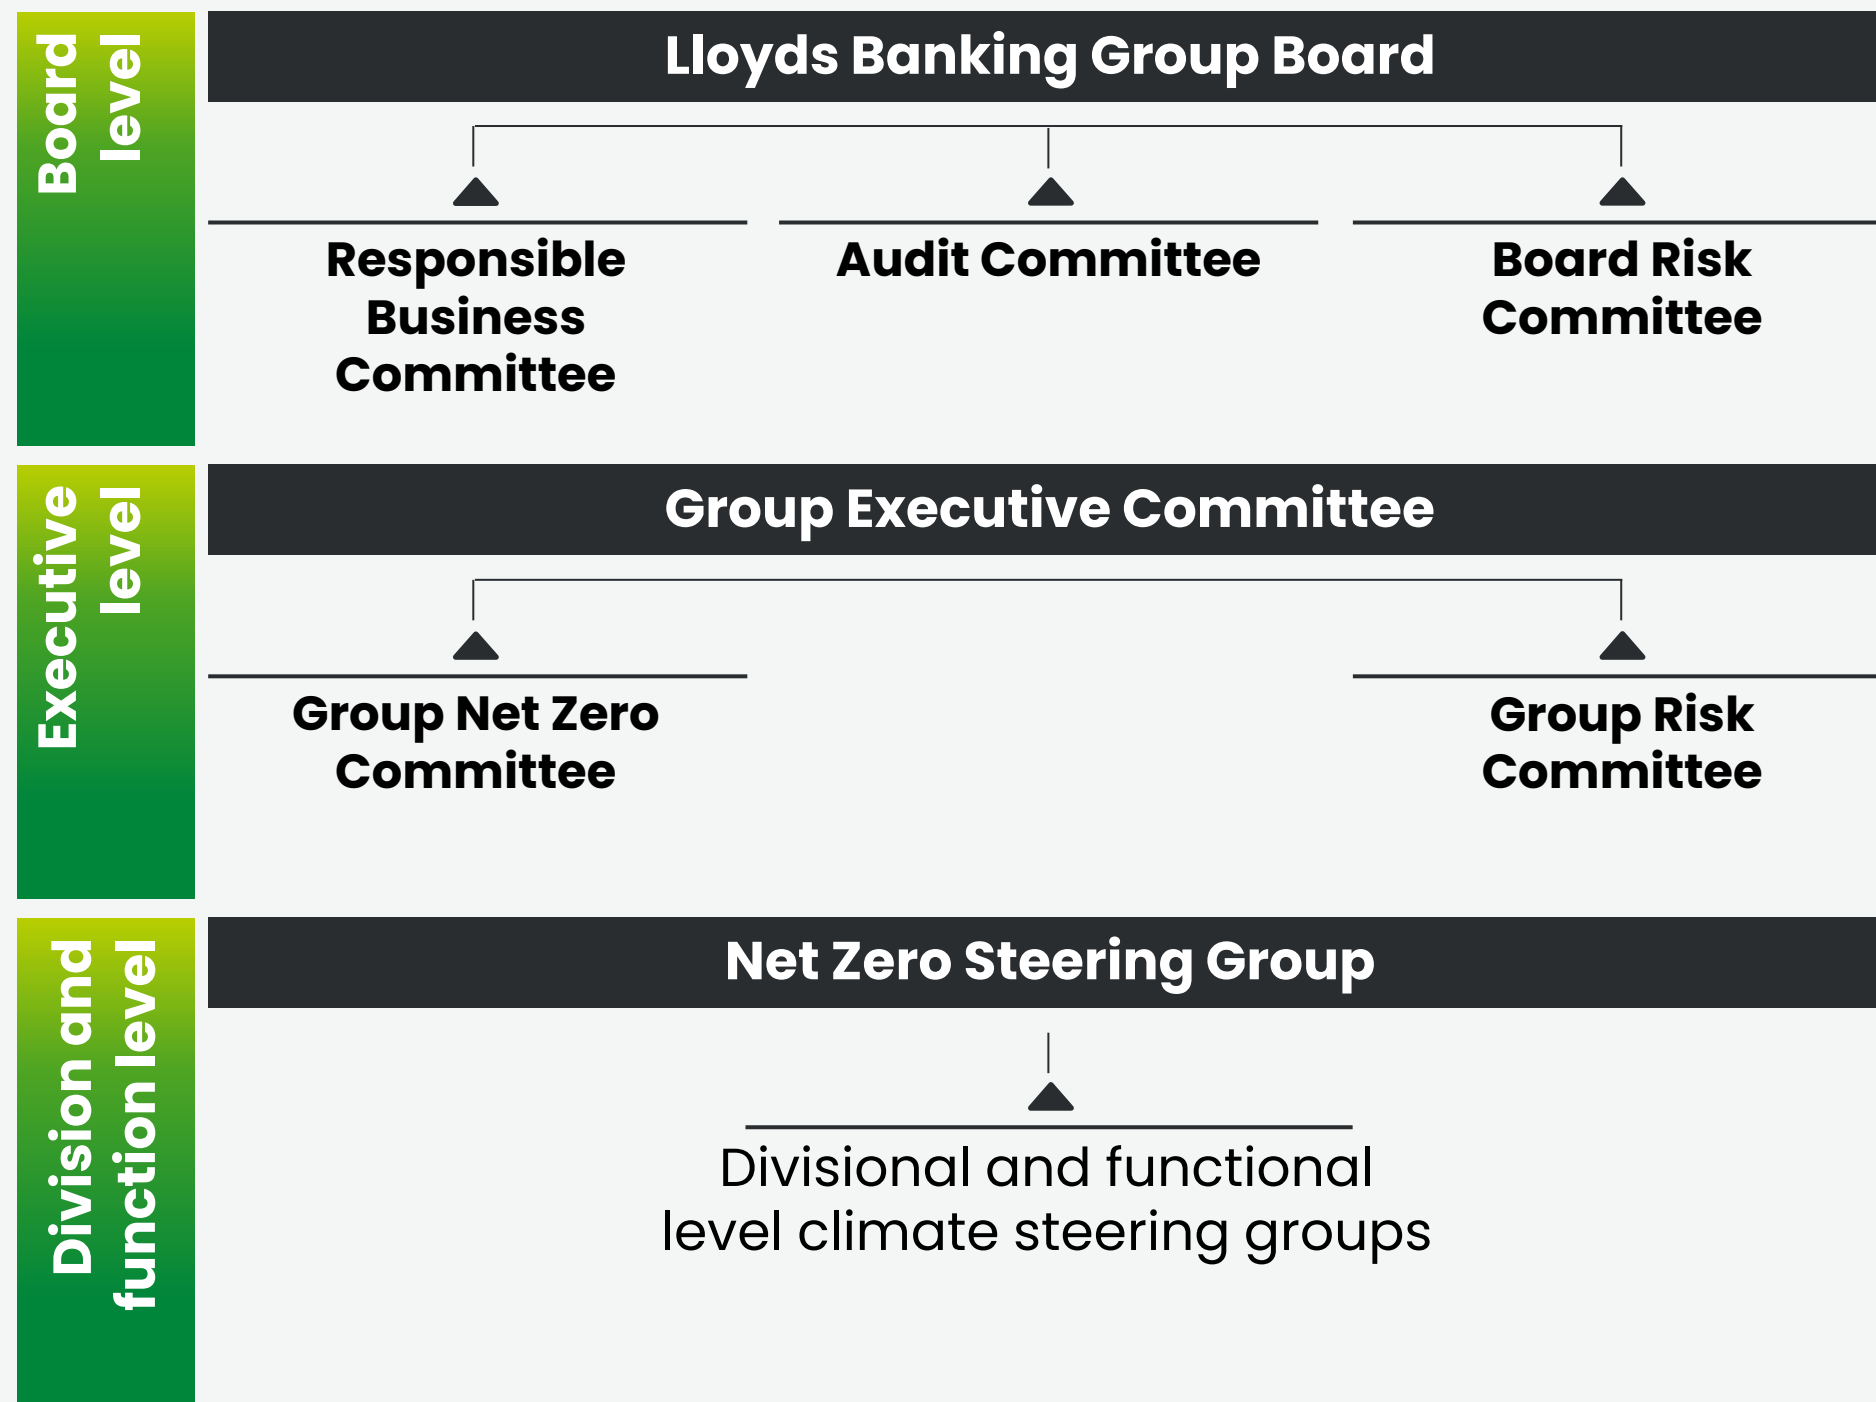 Board
level
Lloyds Banking Group Board
Responsible
Business
Committee
Audit Committee
Board Risk
Committee
Executive
level
Group Executive Committee
Group Net Zero
Committee
Group Risk
Committee
Division and
function level
Net Zero Steering Group
Divisional and functional
level climate steering groups